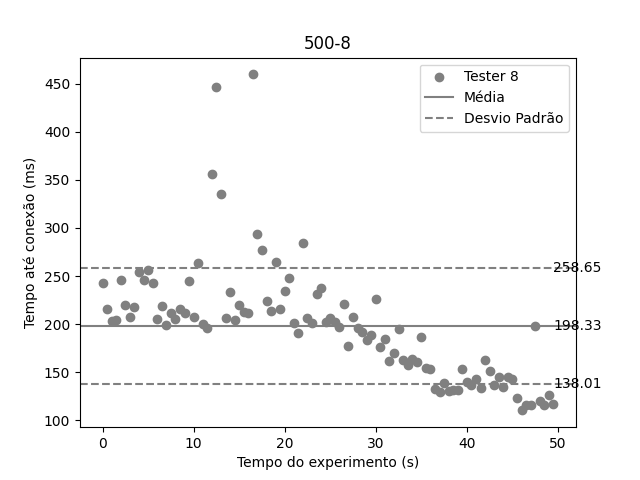 500-8
Tester 8
Média
Desvio Padrão
Tempo até conexão (ms)
450
400
350
300
250
200
150
100
258.65
198.33
138.01
0 10 20 30 40 50
Tempo do experimento (s)